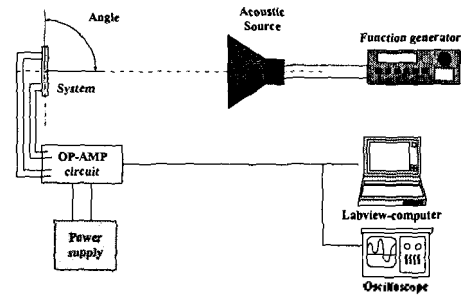 Angle
Acoustic
Source
Function generator
System
OP-AMP
circuit
Labview-computer
Power
supply
Oscilloscope